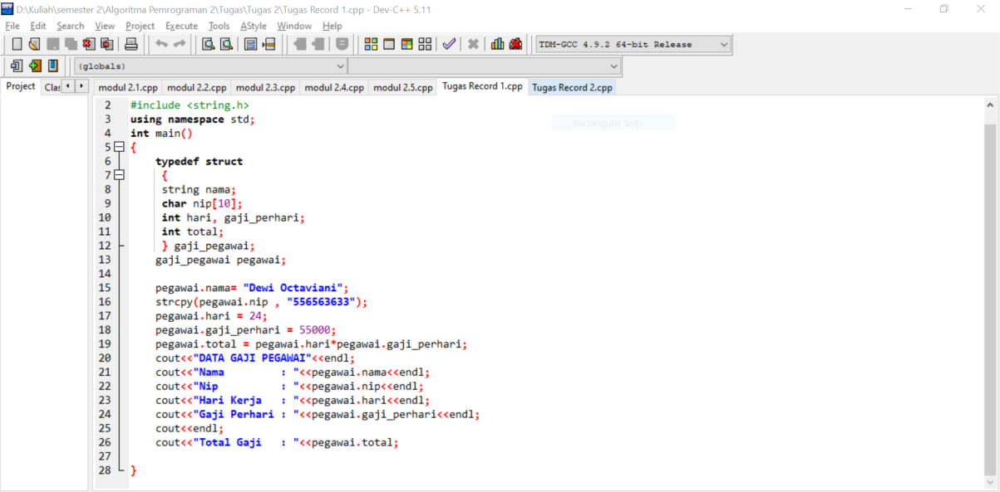 D:\Kuliah\semester 2\Algoritma Pemrograman 2\Tugas\Tugas 2\Tugas Record 1.cpp - Dev-C++ 5.11
File Edit Search View Project Execute Tools AStyle Window Help
TDM-GCC 4.9.2 64-bit Release
(globals)
Project Clas modul 2.1.cpp modul 2.2.cpp modul 2.3.cpp modul 2.4.cpp modul 2.5.cpp Tugas Record 1.cpp Tugas Record 2.cpp
Rectangular Snip
2 #include <string.h>
3 using namespace std;
4 int main()
5 {
6 typedef struct
7 {
8 string nama;
9 char nip[10];
10 int hari, gaji_perhari;
11 int total;
12 } gaji_pegawai;
13 gaji_pegawai pegawai;
14
15 pegawai.nama= "Dewi Octaviani";
16 strcpy(pegawai.nip , "556563633");
17 pegawai.hari = 24;
18 pegawai.gaji_perhari = 55000;
19 pegawai.total = pegawai.hari*pegawai.gaji_perhari;
20 cout<<"DATA GAJI PEGAWAI"<<endl;
21 cout<<"Nama         : "<<pegawai.nama<<endl;
22 cout<<"Nip          : "<<pegawai.nip<<endl;
23 cout<<"Hari Kerja   : "<<pegawai.hari<<endl;
24 cout<<"Gaji Perhari : "<<pegawai.gaji_perhari<<endl;
25 cout<<endl;
26 cout<<"Total Gaji   : "<<pegawai.total;
27
28 }